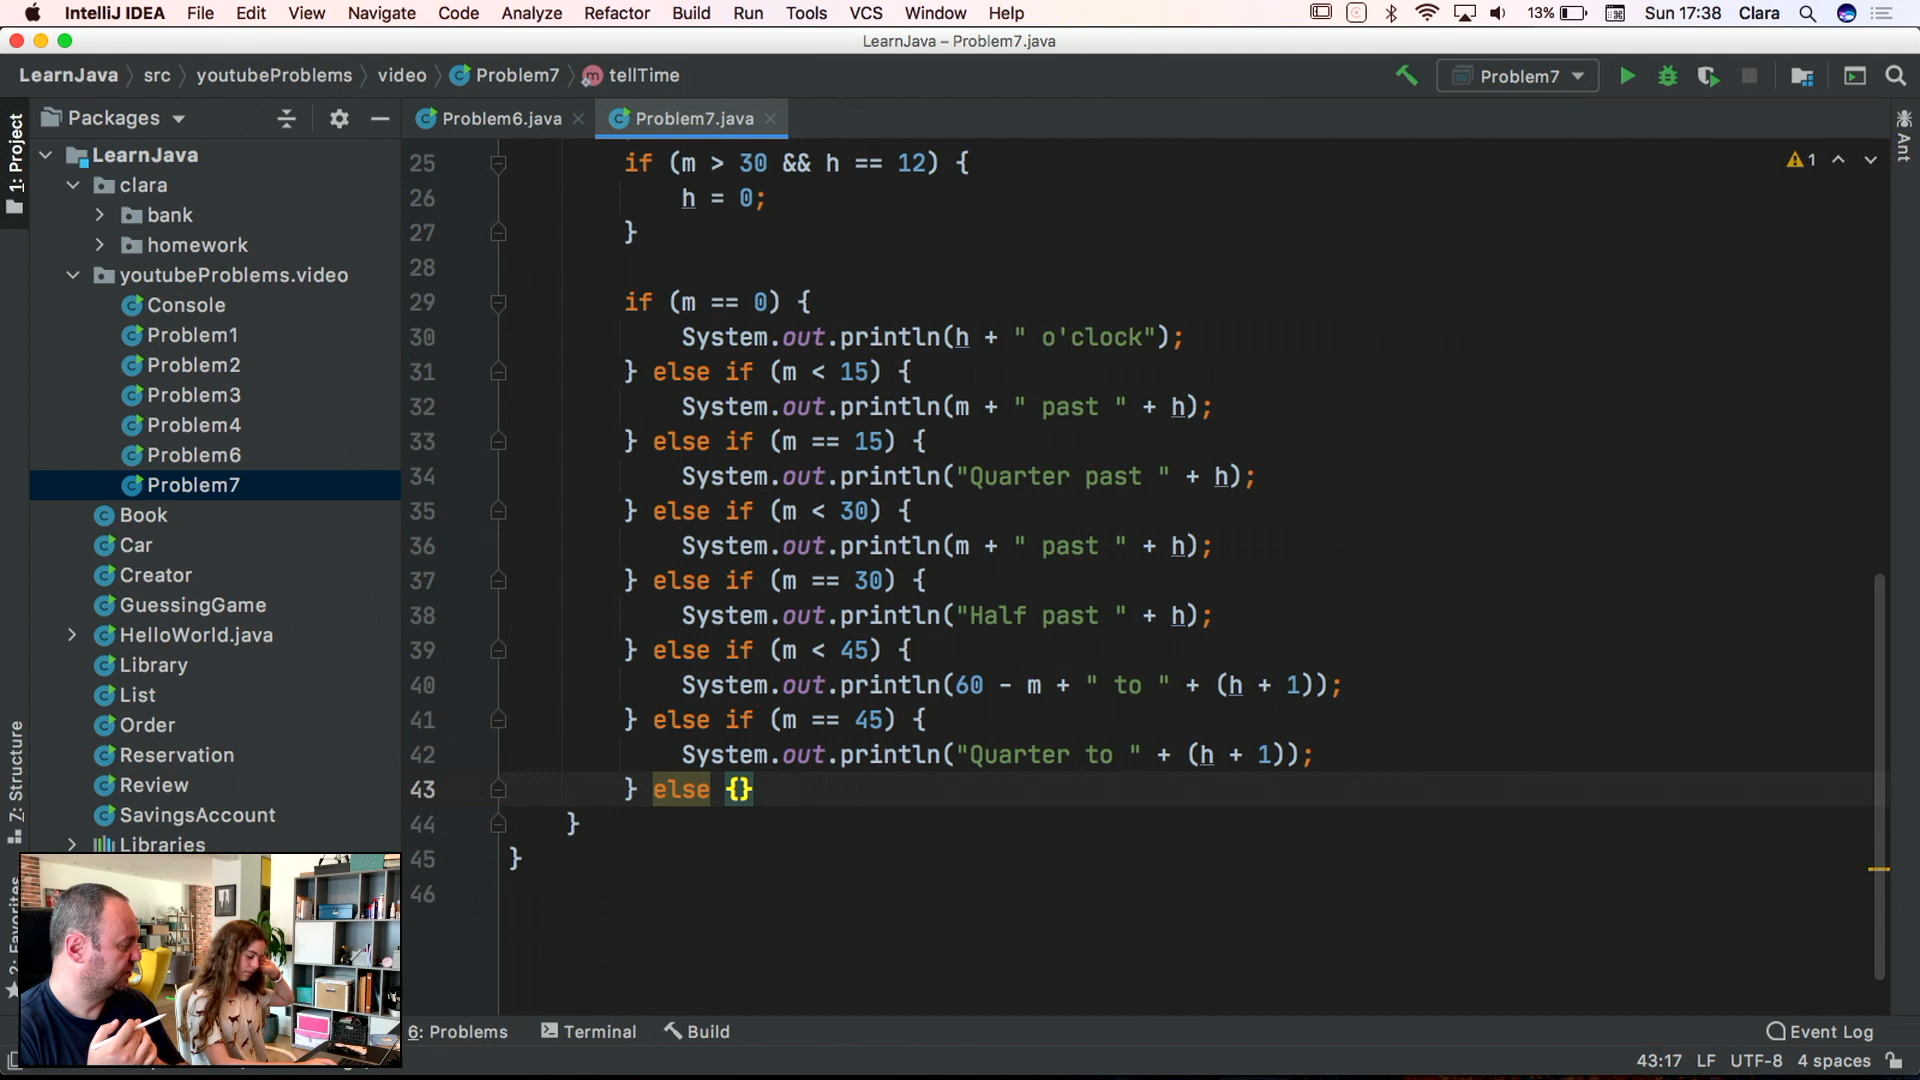 IntelliJ IDEA File Edit View Navigate Code Analyze Refactor Build Run Tools VCS Window Help 13% Sun 17:38 Clara
LearnJava – Problem7.java
LearnJava src youtubeProblems video Problem7 tellTime Problem7
Packages Problem6.java Problem7.java
1: Project
Z: Structure
2: Favorites
Ant
LearnJava
clara
bank
homework
youtubeProblems.video
Console
Problem1
Problem2
Problem3
Problem4
Problem6
Problem7
Book
Car
Creator
GuessingGame
HelloWorld.java
Library
List
Order
Reservation
Review
SavingsAccount
Libraries
1
25 if (m > 30 && h == 12) {
26 h = 0;
27 }
28
29 if (m == 0) {
30 System.out.println(h + " o'clock");
31 } else if (m < 15) {
32 System.out.println(m + " past " + h);
33 } else if (m == 15) {
34 System.out.println("Quarter past " + h);
35 } else if (m < 30) {
36 System.out.println(m + " past " + h);
37 } else if (m == 30) {
38 System.out.println("Half past " + h);
39 } else if (m < 45) {
40 System.out.println(60 - m + " to " + (h + 1));
41 } else if (m == 45) {
42 System.out.println("Quarter to " + (h + 1));
43 } else {}
44 }
45 }
46
6: Problems Terminal Build Event Log
43:17 LF UTF-8 4 spaces